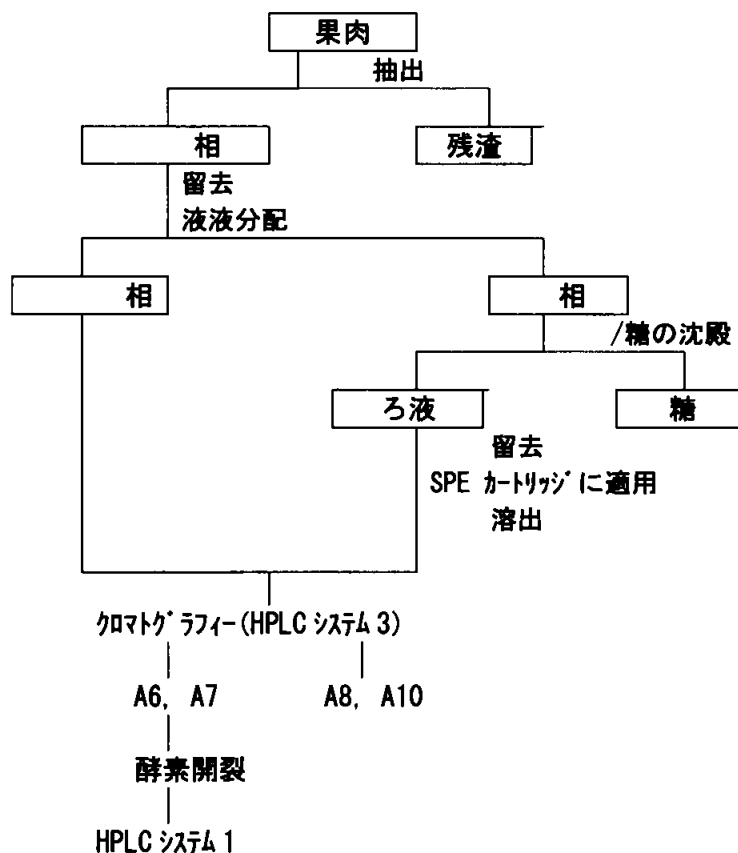 果肉
抽出
相
残渣
留去
液液分配
相
相
/糖の沈殿
ろ液
糖
留去
SPE カートリッジに適用
溶出
クロマトグラフィー(HPLC システム 3)
A6, A7
A8, A10
酵素開裂
HPLC システム 1